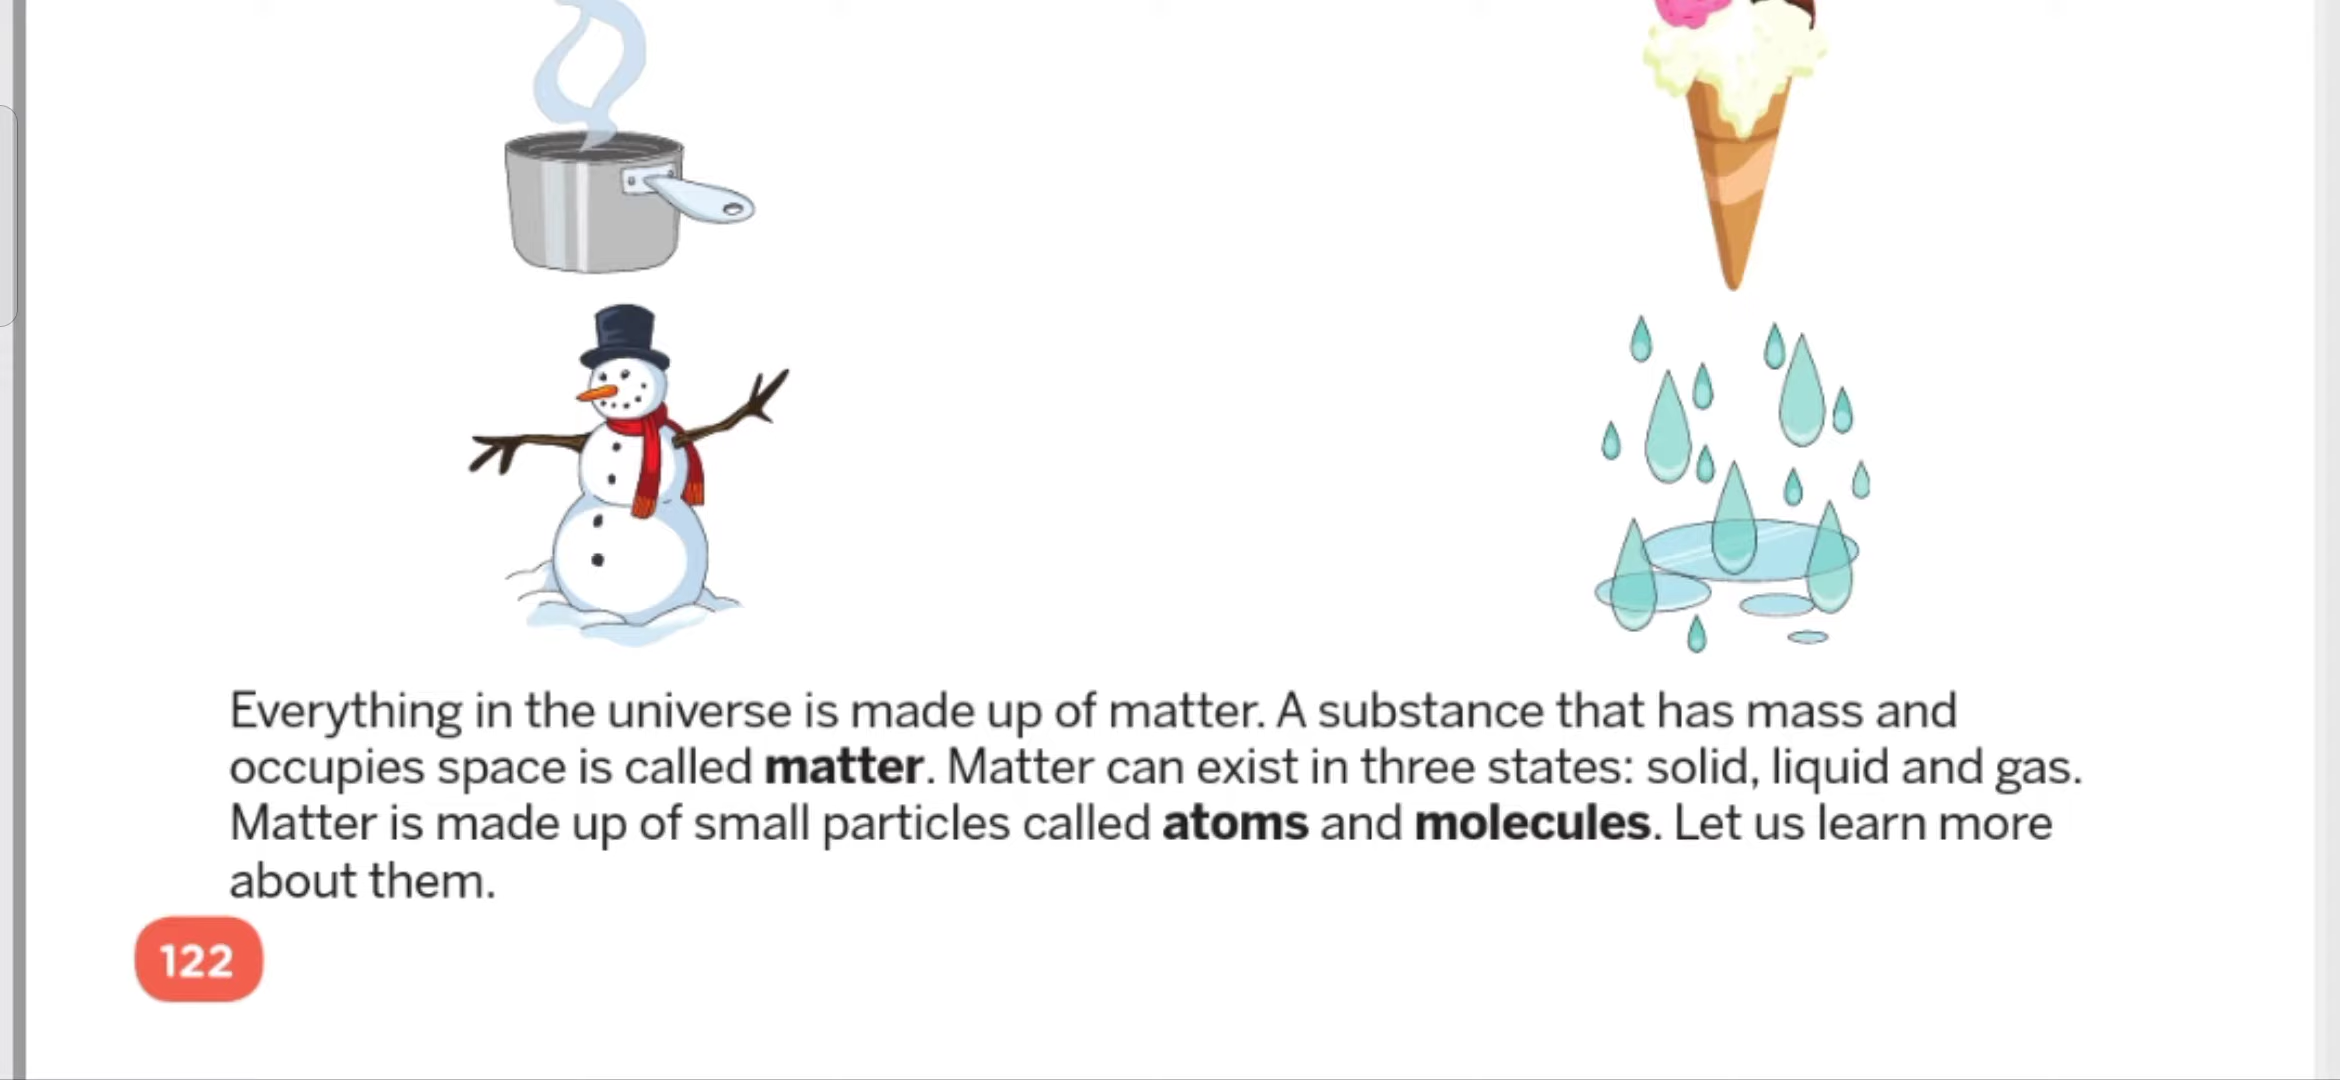 Everything in the universe is made up of matter. A substance that has mass and
occupies space is called matter. Matter can exist in three states: solid, liquid and gas.
Matter is made up of small particles called atoms and molecules. Let us learn more
about them.
122